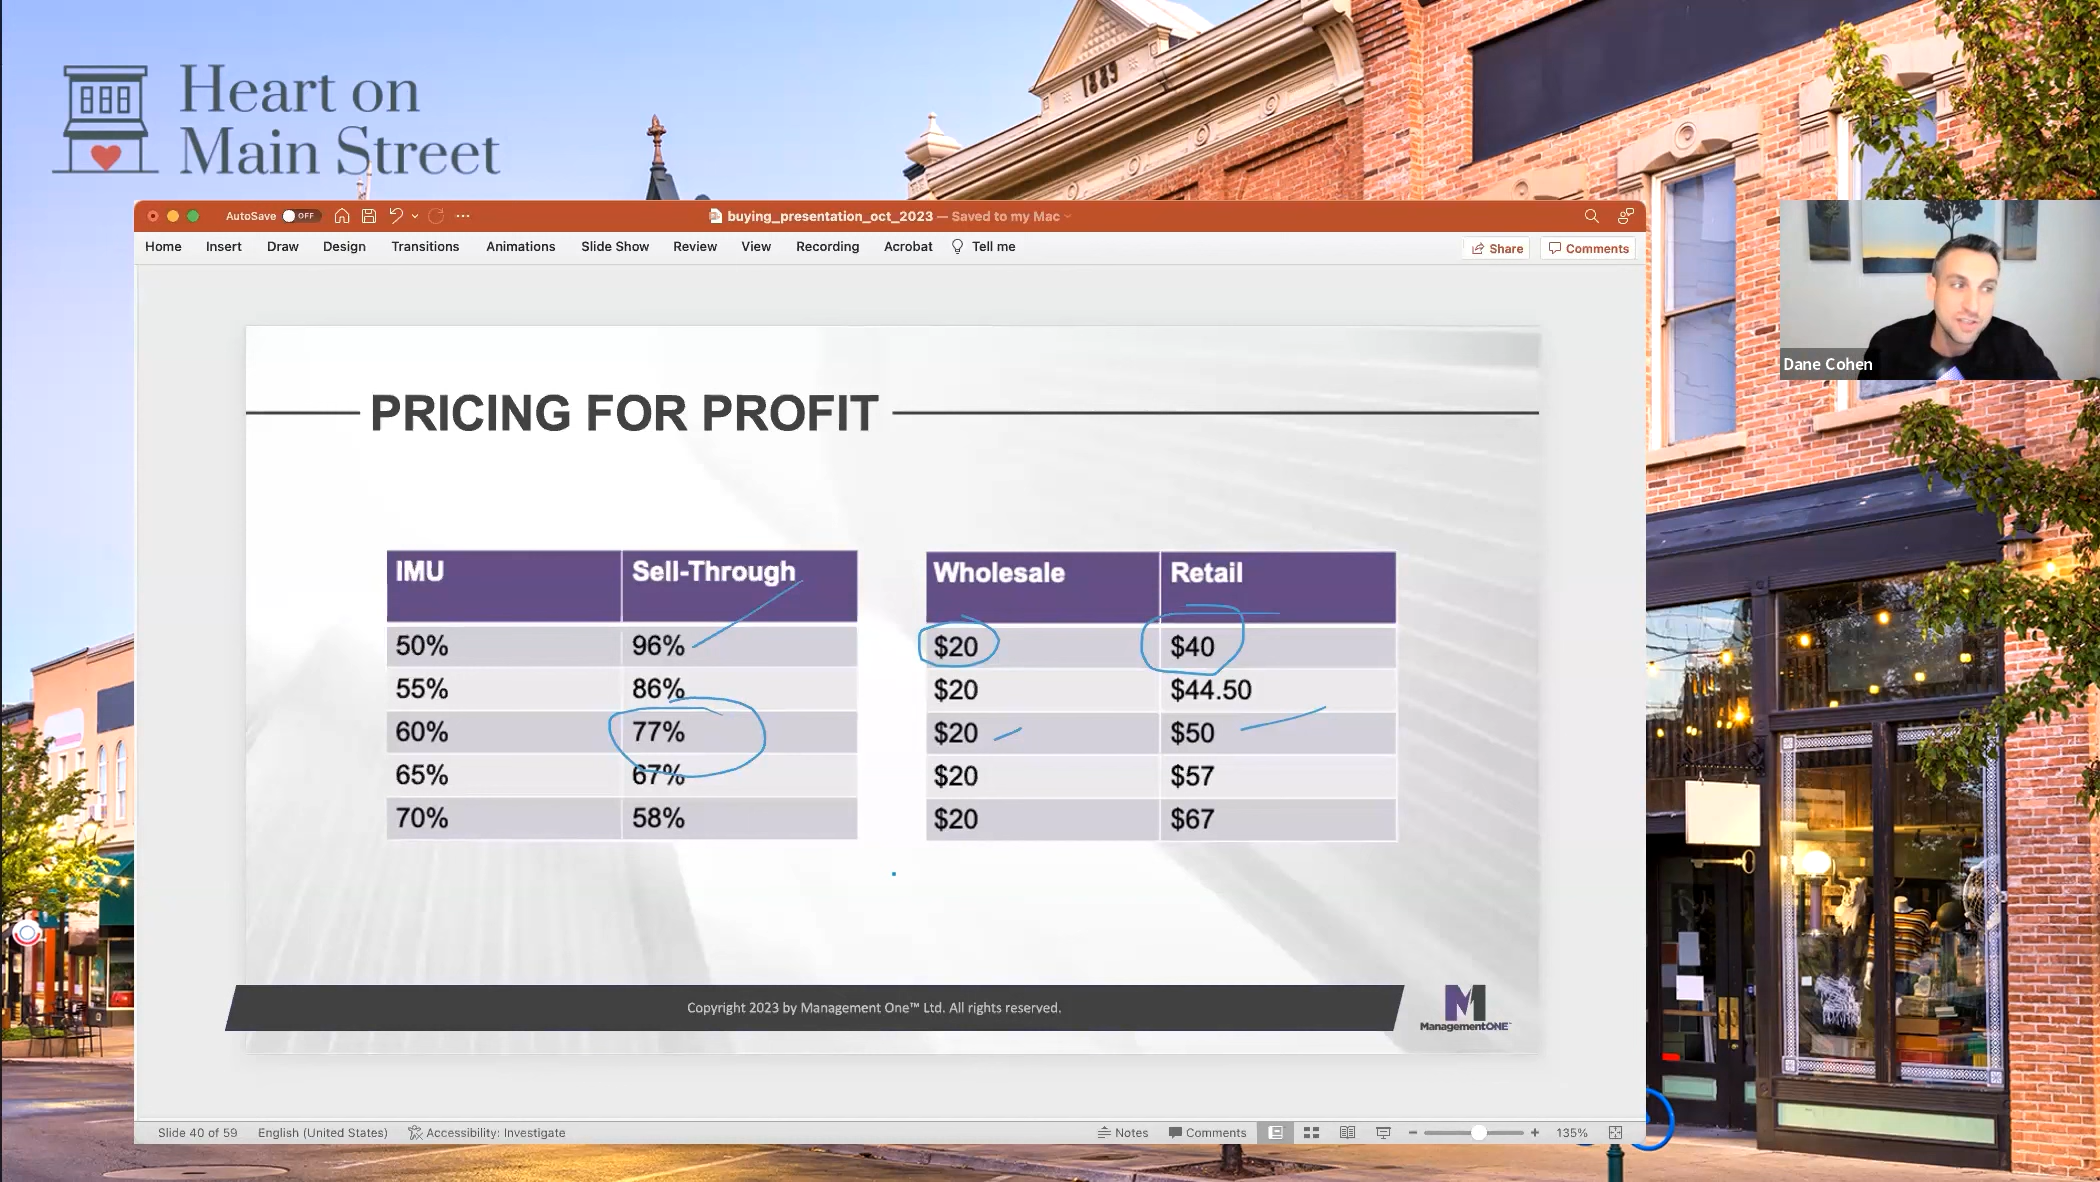 1889
Heart on
Main Street
AutoSave OFF
buying_presentation_oct_2023 — Saved to my Mac
Home Insert Draw Design Transitions Animations Slide Show Review View Recording Acrobat Tell me
Share Comments
Dane Cohen
PRICING FOR PROFIT
IMU Sell-Through
50% 96%
55% 86%
60% 77%
65% 67%
70% 58%
Wholesale Retail
$20 $40
$20 $44.50
$20 $50
$20 $57
$20 $67
Copyright 2023 by Management One™ Ltd. All rights reserved.
M
ManagementONE™
Slide 40 of 59 English (United States) Accessibility: Investigate Notes Comments 135%